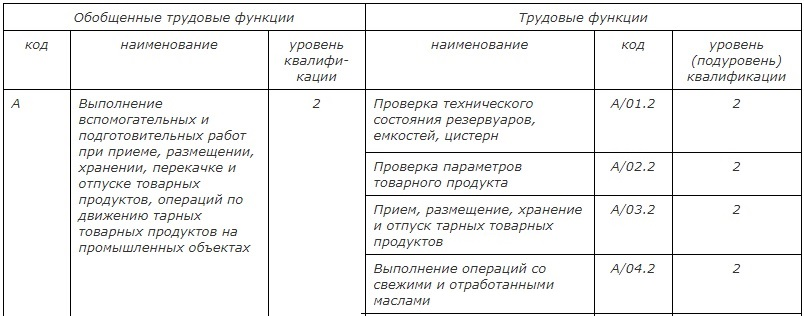 Обобщенные трудовые функции
Трудовые функции
код
наименование
уровень
квалифи-
кации
наименование
код
уровень
(подуровень)
квалификации
А
Выполнение
вспомогательных и
подготовительных работ
при приеме, размещении,
хранении, перекачке и
отпуске товарных
продуктов, операций по
движению тарных
товарных продуктов на
промышленных объектах
2
Проверка технического
состояния резервуаров,
емкостей, цистерн
А/01.2
2
Проверка параметров
товарного продукта
А/02.2
2
Прием, размещение, хранение
и отпуск тарных товарных
продуктов
А/03.2
2
Выполнение операций со
свежими и отработанными
маслами
А/04.2
2